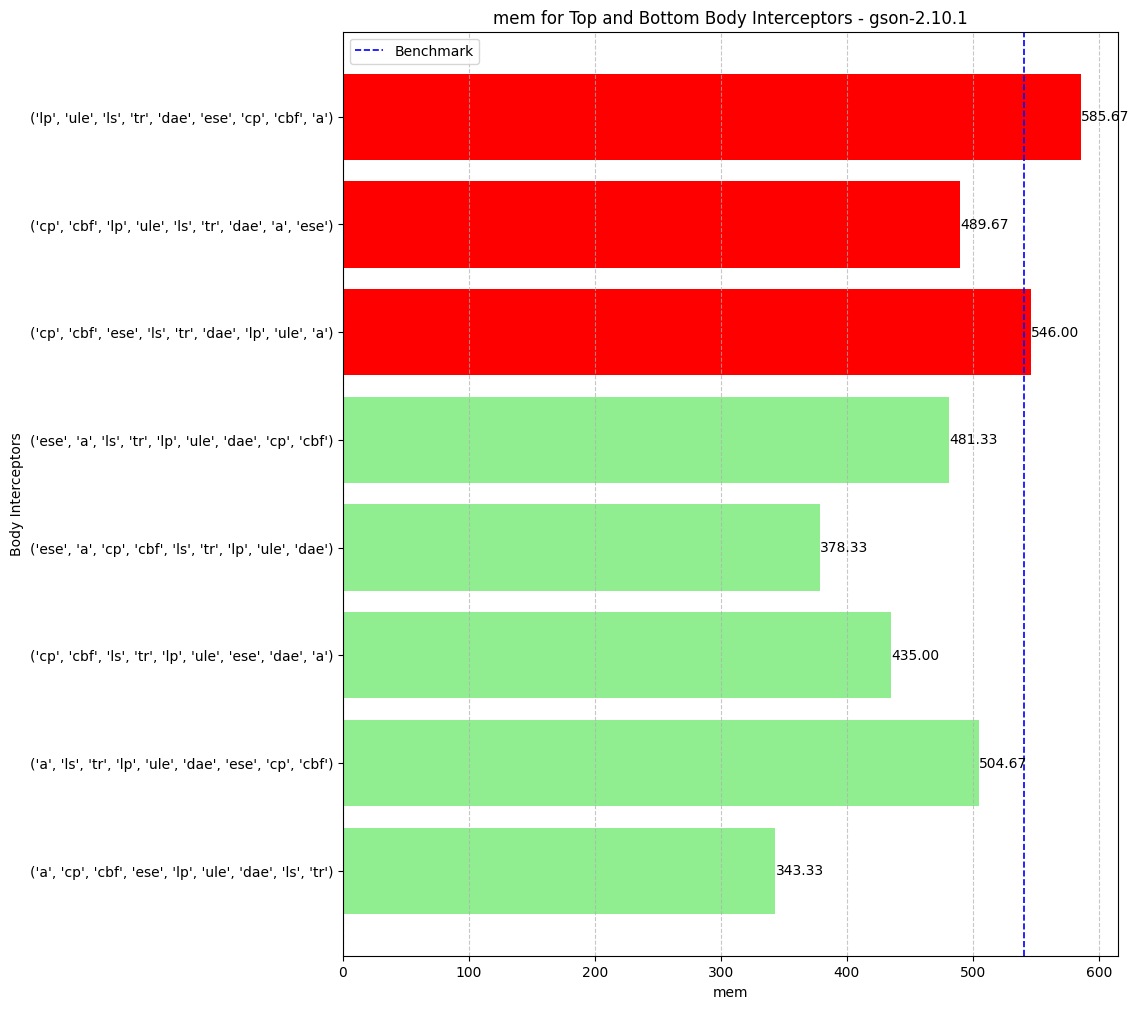 mem for Top and Bottom Body Interceptors - gson-2.10.1
Benchmark
('lp', 'ule', 'ls', 'tr', 'dae', 'ese', 'cp', 'cbf', 'a')
585.67
('cp', 'cbf', 'lp', 'ule', 'ls', 'tr', 'dae', 'a', 'ese')
489.67
('cp', 'cbf', 'ese', 'ls', 'tr', 'dae', 'lp', 'ule', 'a')
546.00
('ese', 'a', 'ls', 'tr', 'lp', 'ule', 'dae', 'cp', 'cbf')
481.33
('ese', 'a', 'cp', 'cbf', 'ls', 'tr', 'lp', 'ule', 'dae')
378.33
('cp', 'cbf', 'ls', 'tr', 'lp', 'ule', 'ese', 'dae', 'a')
435.00
('a', 'ls', 'tr', 'lp', 'ule', 'dae', 'ese', 'cp', 'cbf')
504.67
('a', 'cp', 'cbf', 'ese', 'lp', 'ule', 'dae', 'ls', 'tr')
343.33
Body Interceptors
0 100 200 300 400 500 600
mem